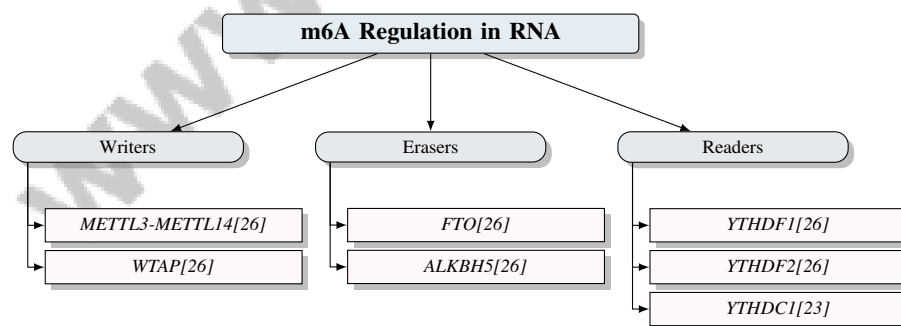 m6A Regulation in RNA
Writers
Erasers
Readers
METTL3-METTL14[26]
FTO[26]
YTHDF1[26]
WTAP[26]
ALKBH5[26]
YTHDF2[26]
YTHDC1[23]